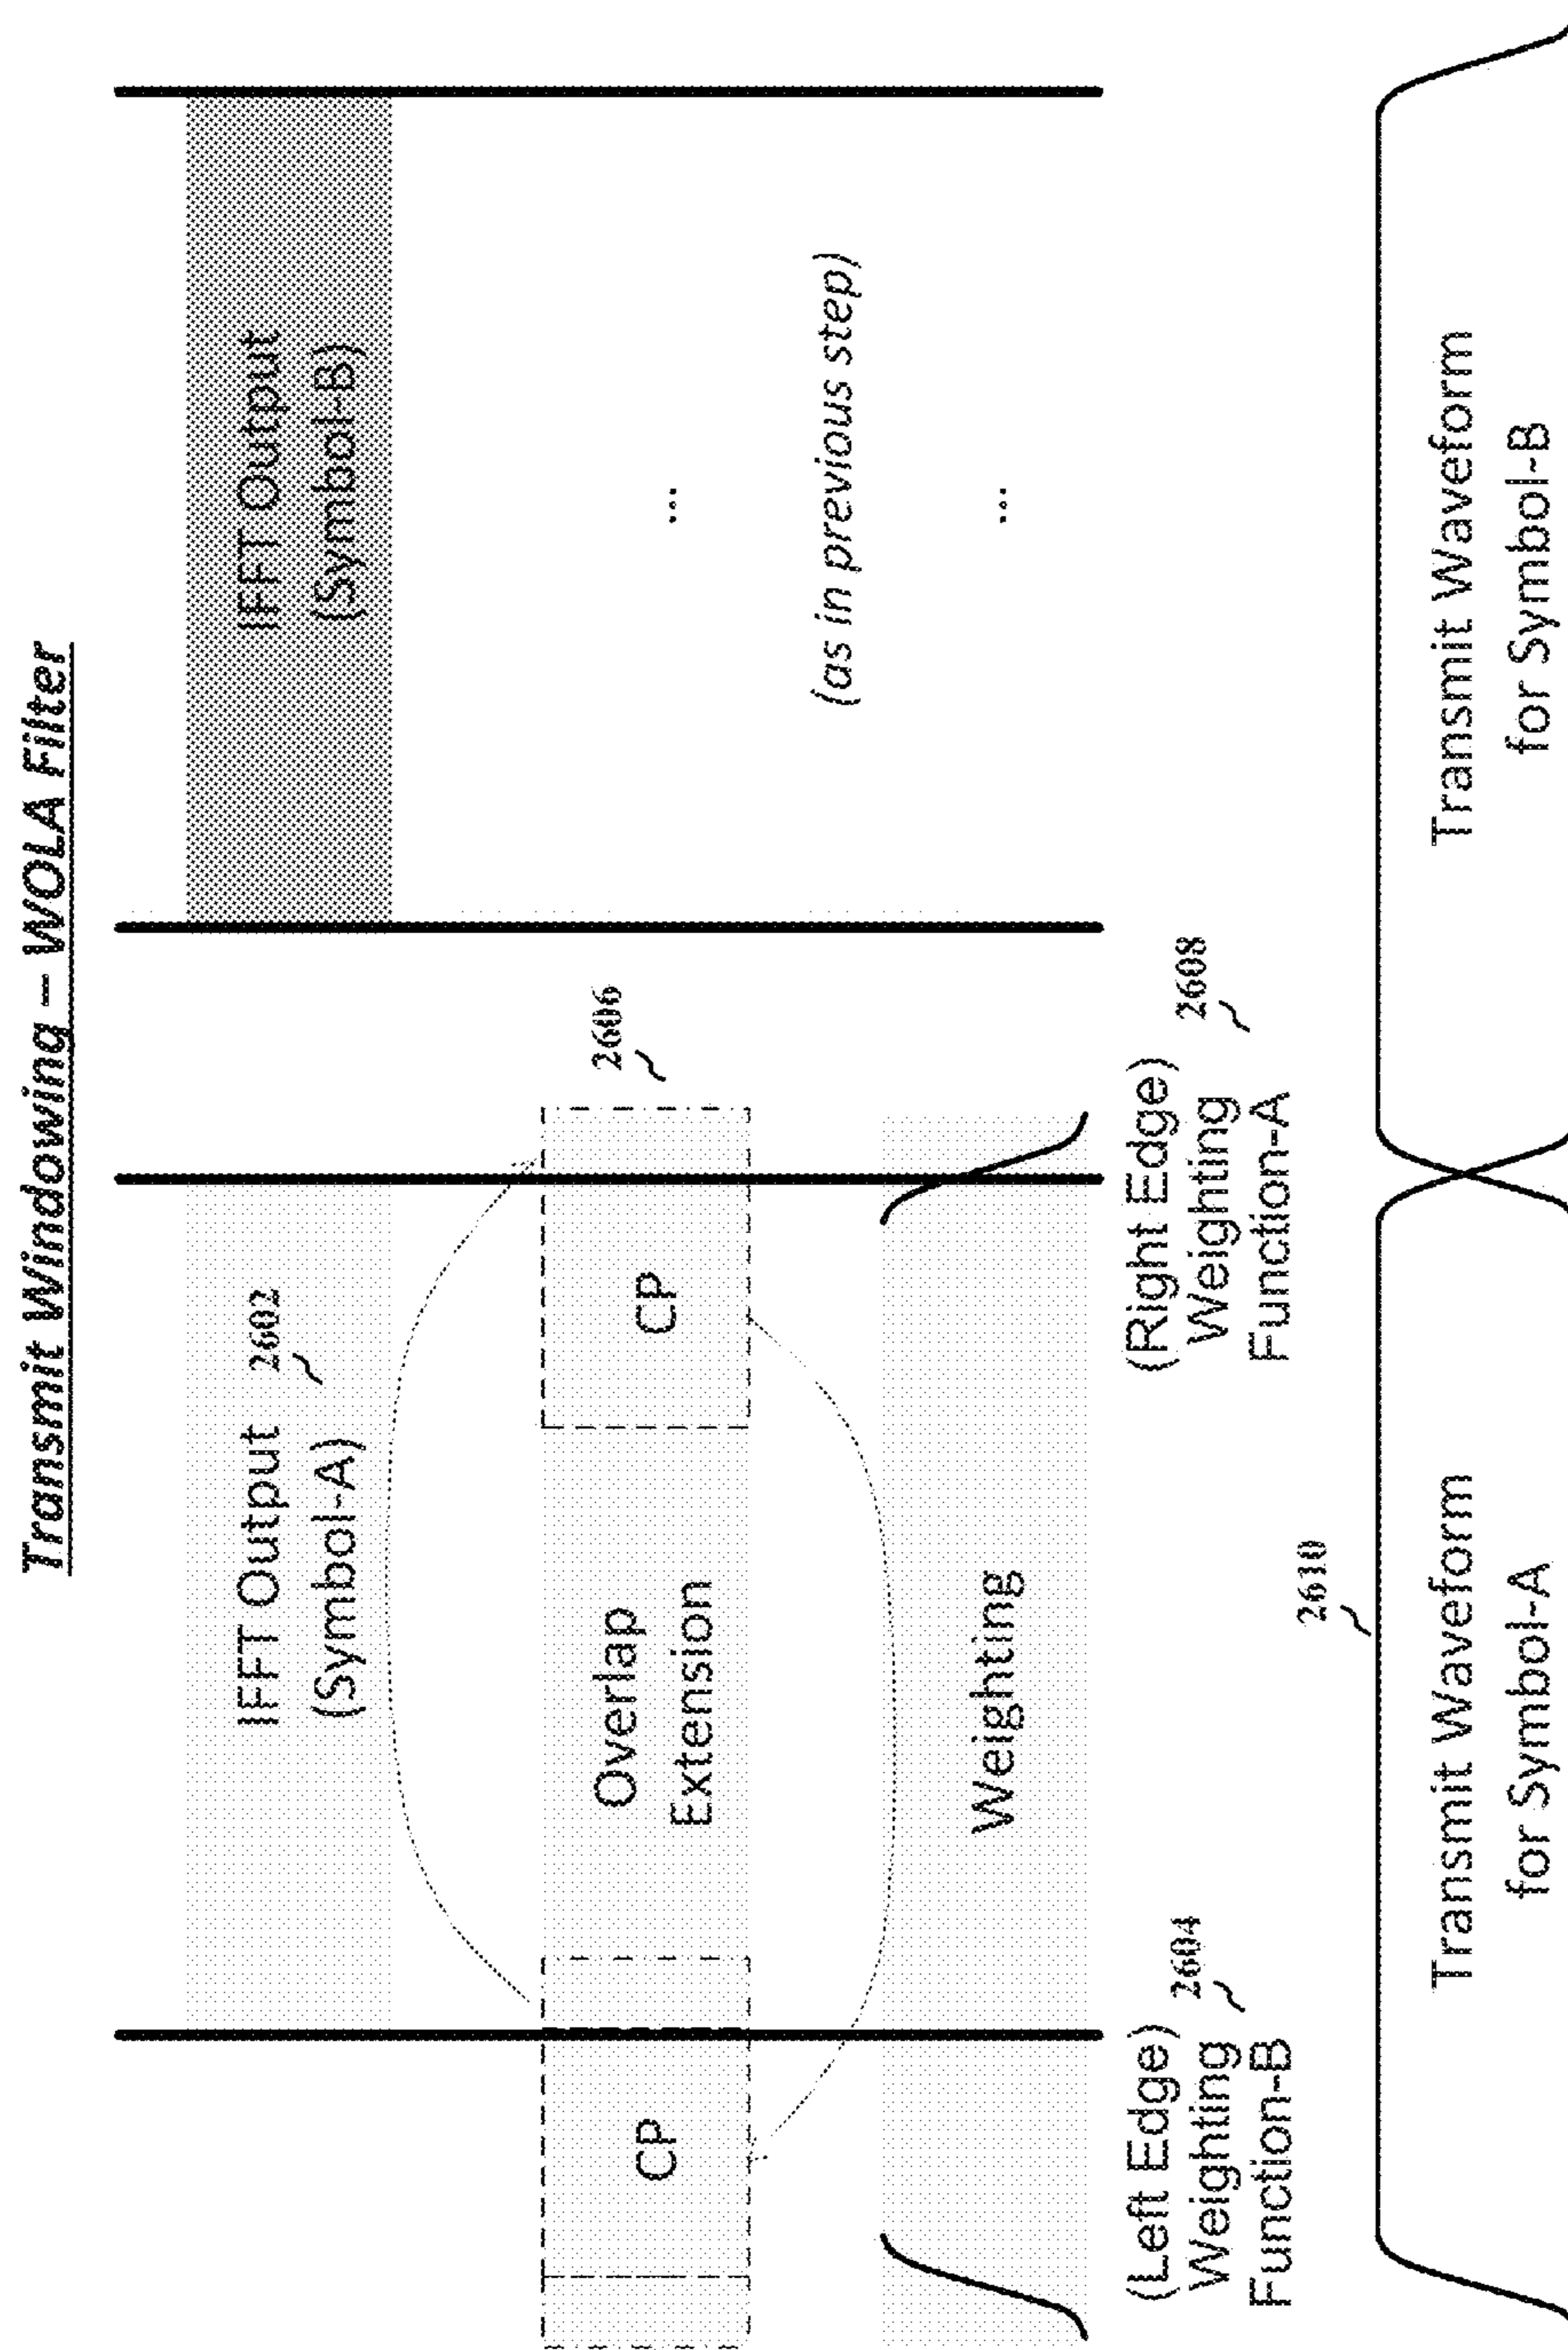 Transmit Windowing – WOLA Filter
IFFT Output 2602
(Symbol-A)
IFFT Output
(Symbol-B)
2606
CP
Overlap
Extension
CP
...
(as in previous step)
Weighting
...
(Left Edge) 2604
Weighting
Function-B
(Right Edge) 2608
Weighting
Function-A
2610
Transmit Waveform
for Symbol-A
Transmit Waveform
for Symbol-B